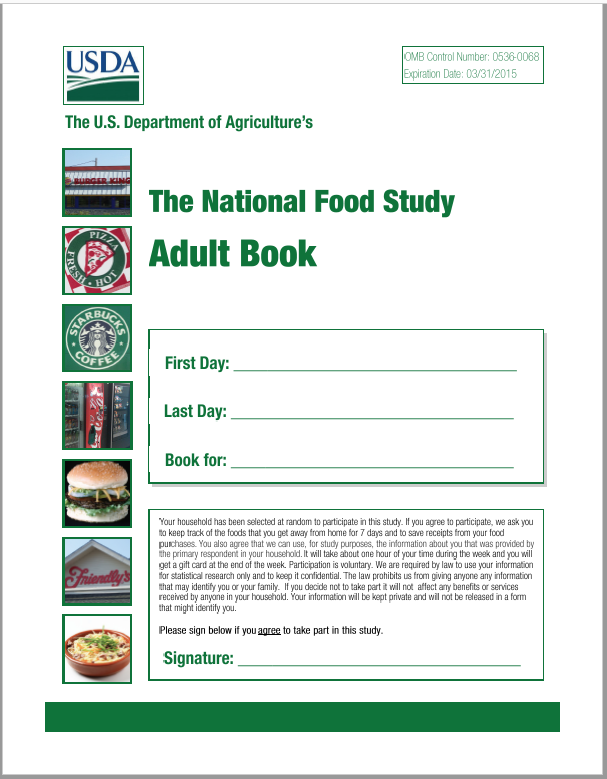 USDA
OMB Control Number: 0536-0068
Expiration Date: 03/31/2015
The U.S. Department of Agriculture's
BURGER KING
The National Food Study
PIZZA
FRESH • HOT
Adult Book
STARBUCKS
COFFEE
First Day:
Last Day:
Book for:
Friendly's
Your household has been selected at random to participate in this study. If you agree to participate, we ask you
to keep track of the foods that you get away from home for 7 days and to save receipts from your food
purchases. You also agree that we can use, for study purposes, the information about you that was provided by
the primary respondent in your household. It will take about one hour of your time during the week and you will
get a gift card at the end of the week. Participation is voluntary. We are required by law to use your information
for statistical research only and to keep it confidential. The law prohibits us from giving anyone any information
that may identify you or your family. If you decide not to take part it will not affect any benefits or services
received by anyone in your household. Your information will be kept private and will not be released in a form
that might identify you.
Please sign below if you agree to take part in this study.
Signature: